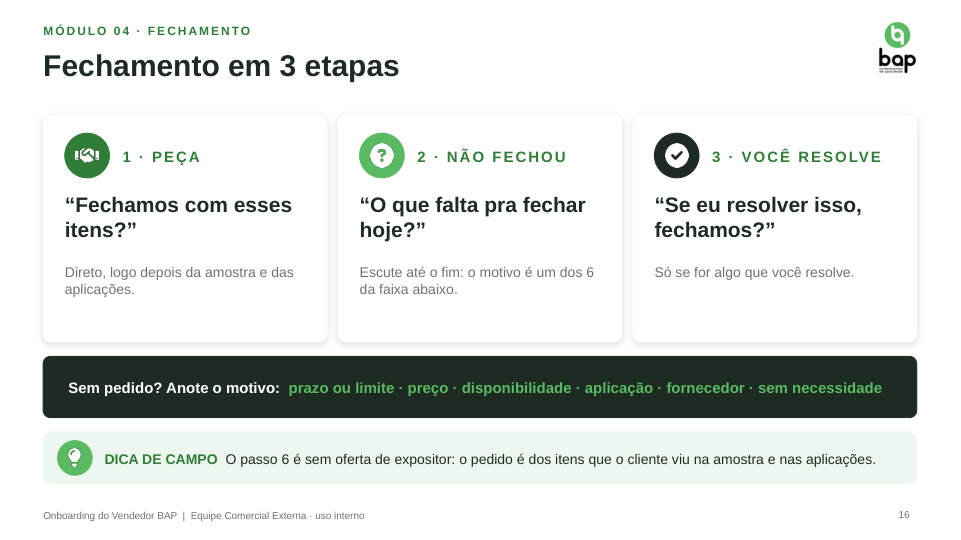 MÓDULO 04 · FECHAMENTO
Fechamento em 3 etapas
bap
1 · PEÇA
“Fechamos com esses
itens?”
Direto, logo depois da amostra e das
aplicações.
2 · NÃO FECHOU
“O que falta pra fechar
hoje?”
Escute até o fim: o motivo é um dos 6
da faixa abaixo.
3 · VOCÊ RESOLVE
“Se eu resolver isso,
fechamos?”
Só se for algo que você resolve.
Sem pedido? Anote o motivo: prazo ou limite · preço · disponibilidade · aplicação · fornecedor · sem necessidade
DICA DE CAMPO O passo 6 é sem oferta de expositor: o pedido é dos itens que o cliente viu na amostra e nas aplicações.
Onboarding do Vendedor BAP | Equipe Comercial Externa · uso interno
16